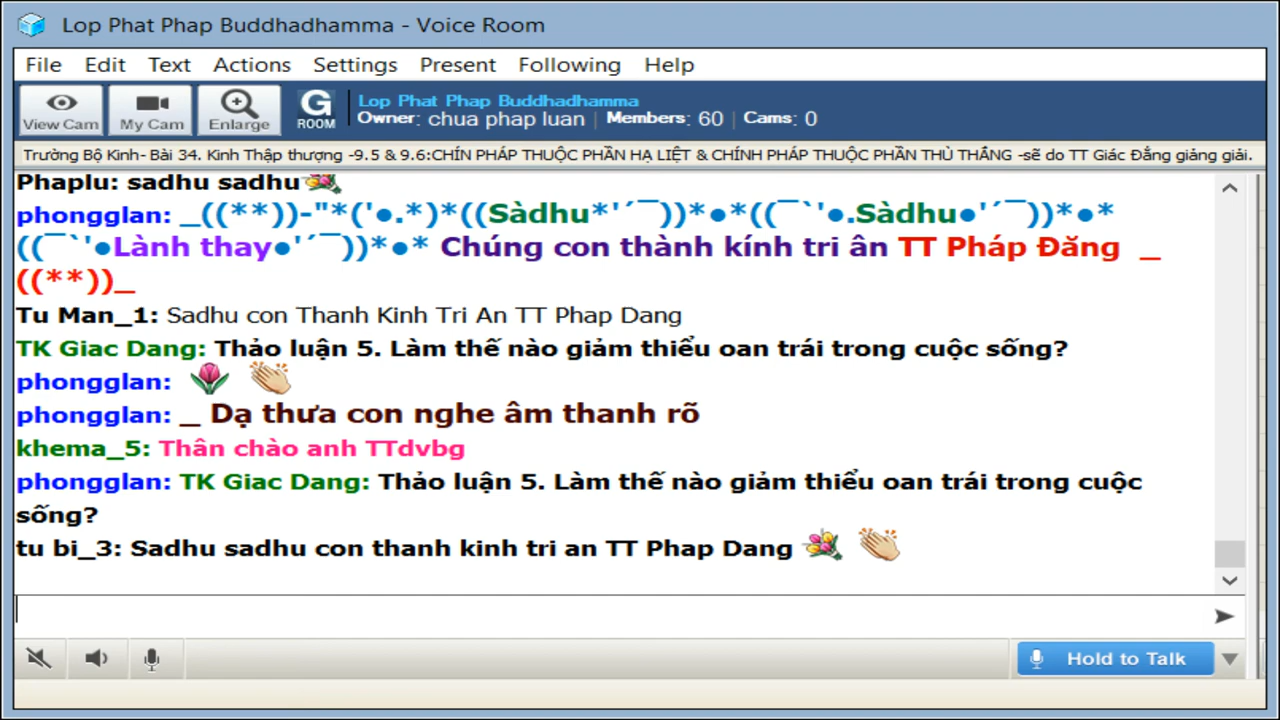 Lop Phat Phap Buddhadhamma - Voice Room
File Edit Text Actions Settings Present Following Help
View Cam My Cam Enlarge G ROOM
Lop Phat Phap Buddhadhamma
Owner: chua phap luan | Members: 60 | Cams: 0
Trường Bộ Kinh- Bài 34. Kinh Thập thượng -9.5 & 9.6:CHÍN PHÁP THUỘC PHẦN HẠ LIỆT & CHÍNH PHÁP THUỘC PHẦN THÙ THẮNG -sẽ do TT Giác Đẳng giảng giải.
Phaplu: sadhu sadhu
phongglan: _((**))-"*('●.*)*((Sàdhu*'´¯))*●*((¯`'●.Sàdhu●'´¯))*●*
((¯`'●Lành thay●'´¯))*●* Chúng con thành kính tri ân TT Pháp Đăng _
((**))_
Tu Man_1: Sadhu con Thanh Kinh Tri An TT Phap Dang
TK Giac Dang: Thảo luận 5. Làm thế nào giảm thiểu oan trái trong cuộc sống?
phongglan:
phongglan: _ Dạ thưa con nghe âm thanh rõ
khema_5: Thân chào anh TTdvbg
phongglan: TK Giac Dang: Thảo luận 5. Làm thế nào giảm thiểu oan trái trong cuộc
sống?
tu bi_3: Sadhu sadhu con thanh kinh tri an TT Phap Dang
Hold to Talk